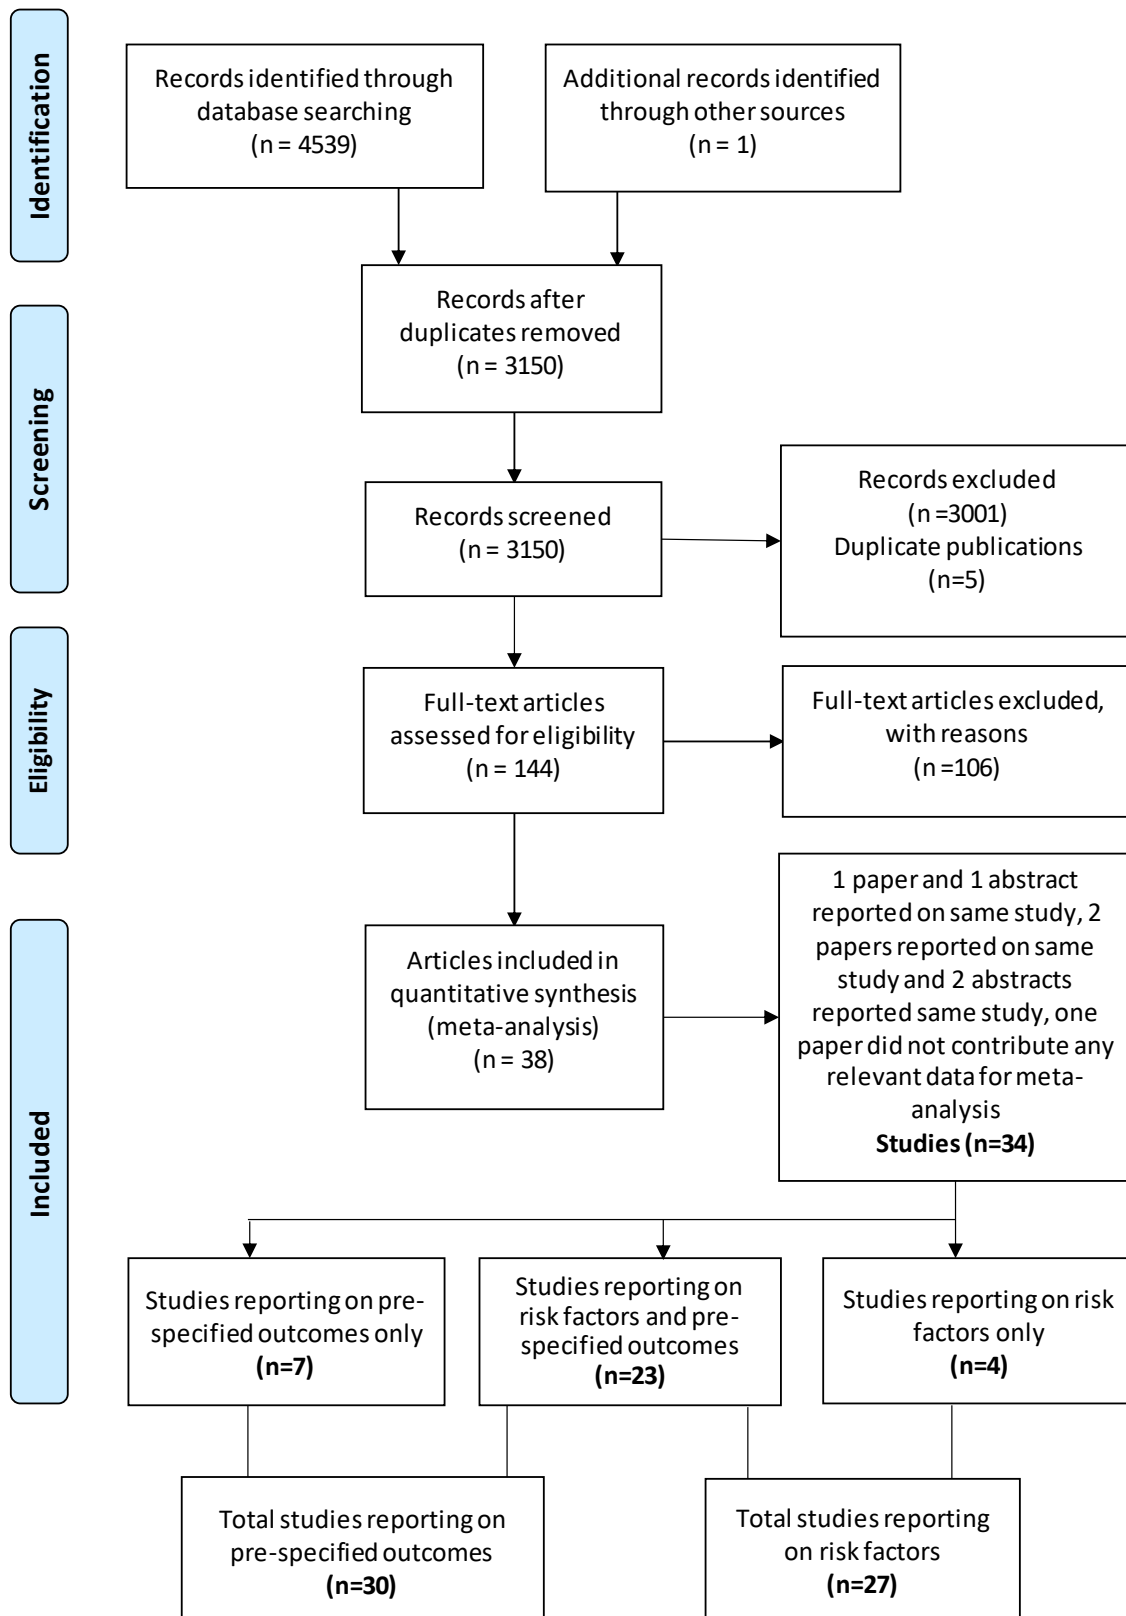 Identification
Records identified through
database searching
(n = 4539)
Additional records identified
through other sources
(n = 1)
Records after
duplicates removed
(n = 3150)
Screening
Records screened
(n = 3150)
Records excluded
(n =3001)
Duplicate publications
(n=5)
Eligibility
Full-text articles
assessed for eligibility
(n = 144)
Full-text articles excluded,
with reasons
(n =106)
Included
Articles included in
quantitative synthesis
(meta-analysis)
(n = 38)
1 paper and 1 abstract
reported on same study, 2
papers reported on same
study and 2 abstracts
reported same study, one
paper did not contribute any
relevant data for meta-
analysis
Studies (n=34)
Studies reporting on pre-
specified outcomes only
(n=7)
Studies reporting on
risk factors and pre-
specified outcomes
(n=23)
Studies reporting on risk
factors only
(n=4)
Total studies reporting on
pre-specified outcomes
(n=30)
Total studies reporting
on risk factors
(n=27)